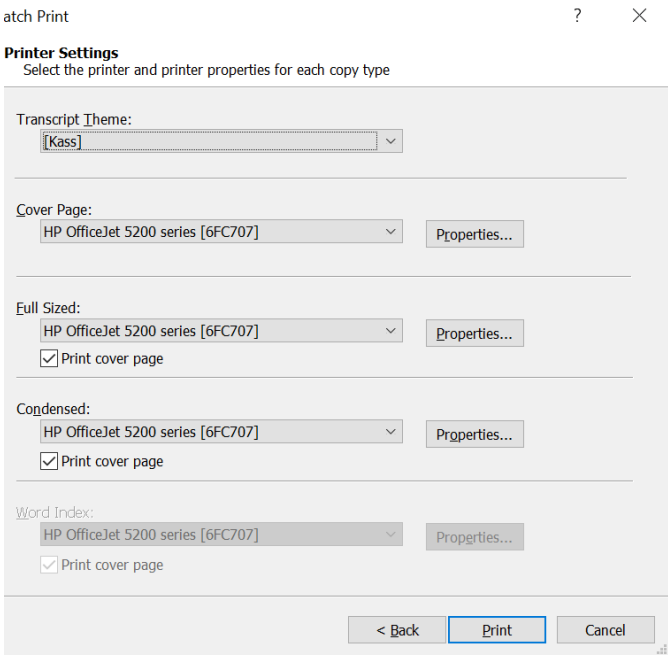 atch Print
?
Printer Settings
Select the printer and printer properties for each copy type
Transcript Theme:
[Kass]
Cover Page:
HP OfficeJet 5200 series [6FC707]
Properties...
Full Sized:
HP OfficeJet 5200 series [6FC707]
Properties...
Print cover page
Condensed:
HP OfficeJet 5200 series [6FC707]
Properties...
Print cover page
Word Index:
HP OfficeJet 5200 series [6FC707]
Properties...
Print cover page
< Back
Print
Cancel